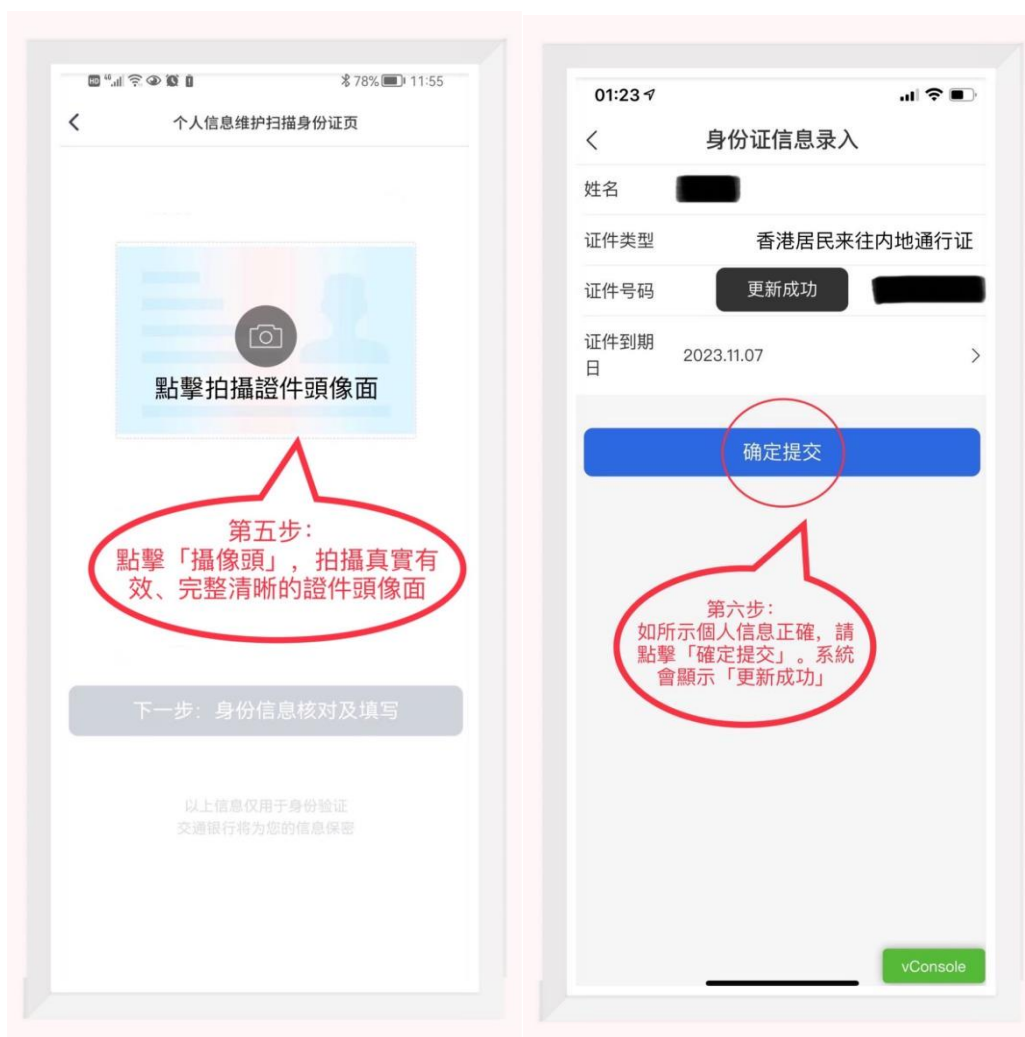 HD 46 78% 11:55
个人信息维护扫描身份证页
點擊拍攝證件頭像面
第五步：
點擊「攝像頭」，拍攝真實有
效、完整清晰的證件頭像面
下一步：身份信息核对及填写
以上信息仅用于身份验证
交通银行将为您的信息保密
01:23
身份证信息录入
姓名
证件类型 香港居民来往内地通行证
证件号码 更新成功
证件到期
日 2023.11.07
确定提交
第六步：
如所示個人信息正確，請
點擊「確定提交」。系統
會顯示「更新成功」
vConsole